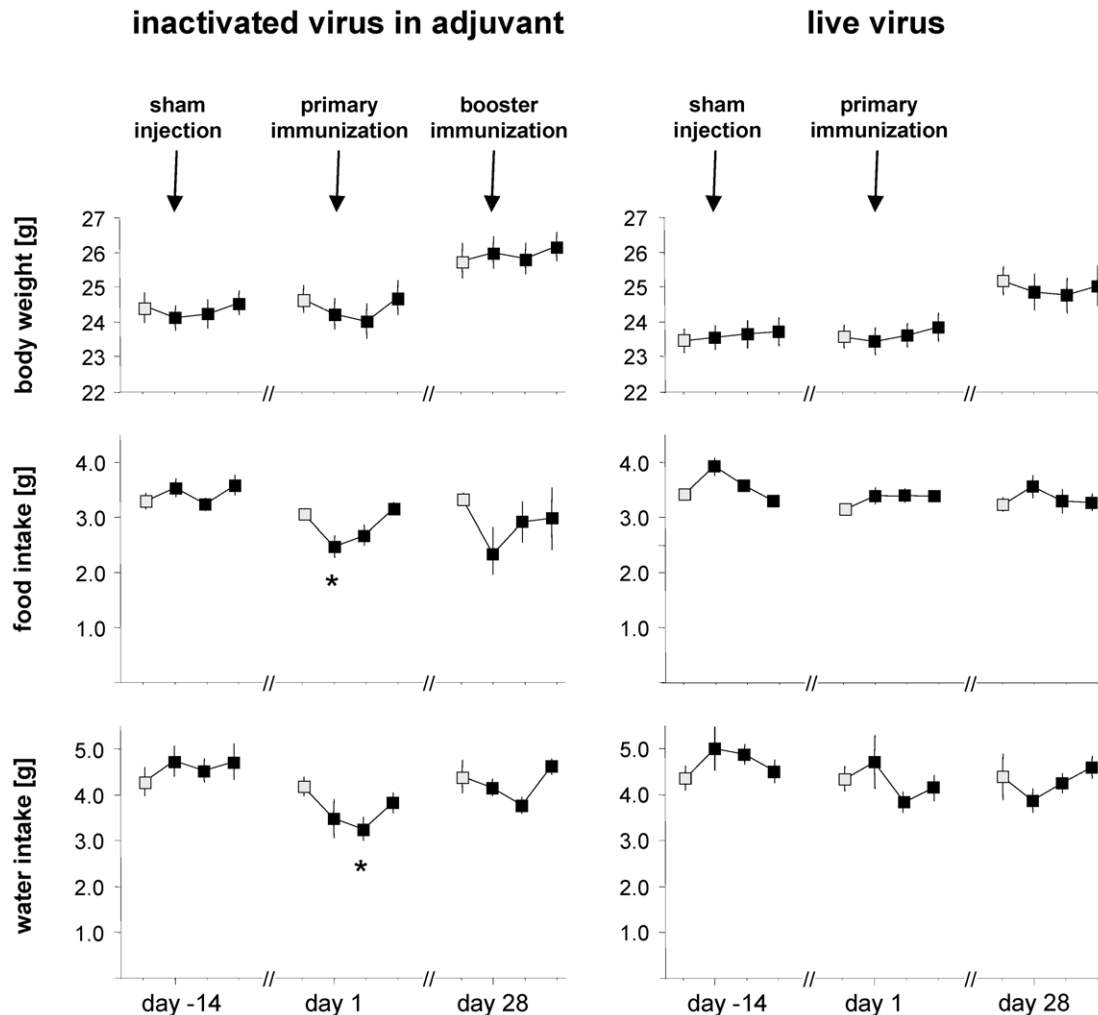 inactivated virus in adjuvant
live virus
sham
injection
primary
immunization
booster
immunization
sham
injection
primary
immunization
body weight [g]
27
26
25
24
23
22
27
26
25
24
23
22
food intake [g]
4.0
3.0
2.0
1.0
//
//
4.0
3.0
2.0
1.0
//
//
*
water intake [g]
5.0
4.0
3.0
2.0
1.0
//
//
5.0
4.0
3.0
2.0
1.0
//
//
*
//
//
//
//
day -14
day 1
day 28
day -14
day 1
day 28